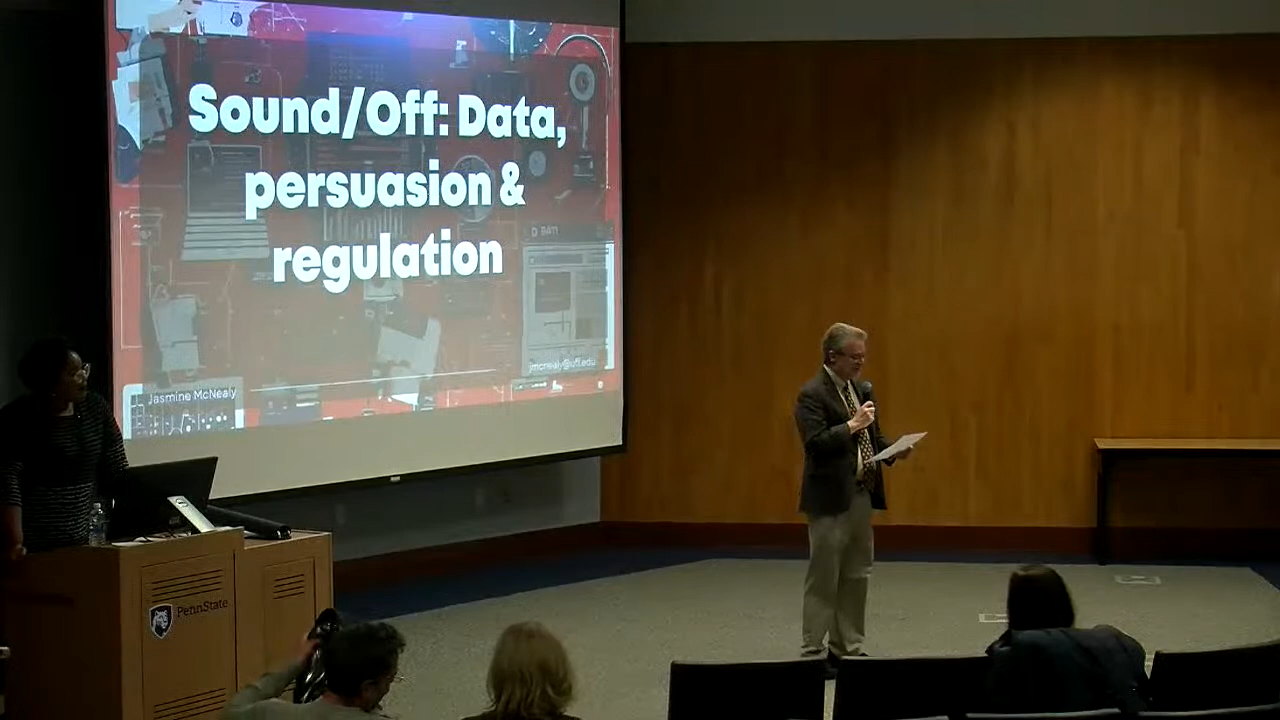 Sound/Off: Data,
persuasion &
regulation
jmcnealy@ufl.edu
Jasmine McNealy
PennState